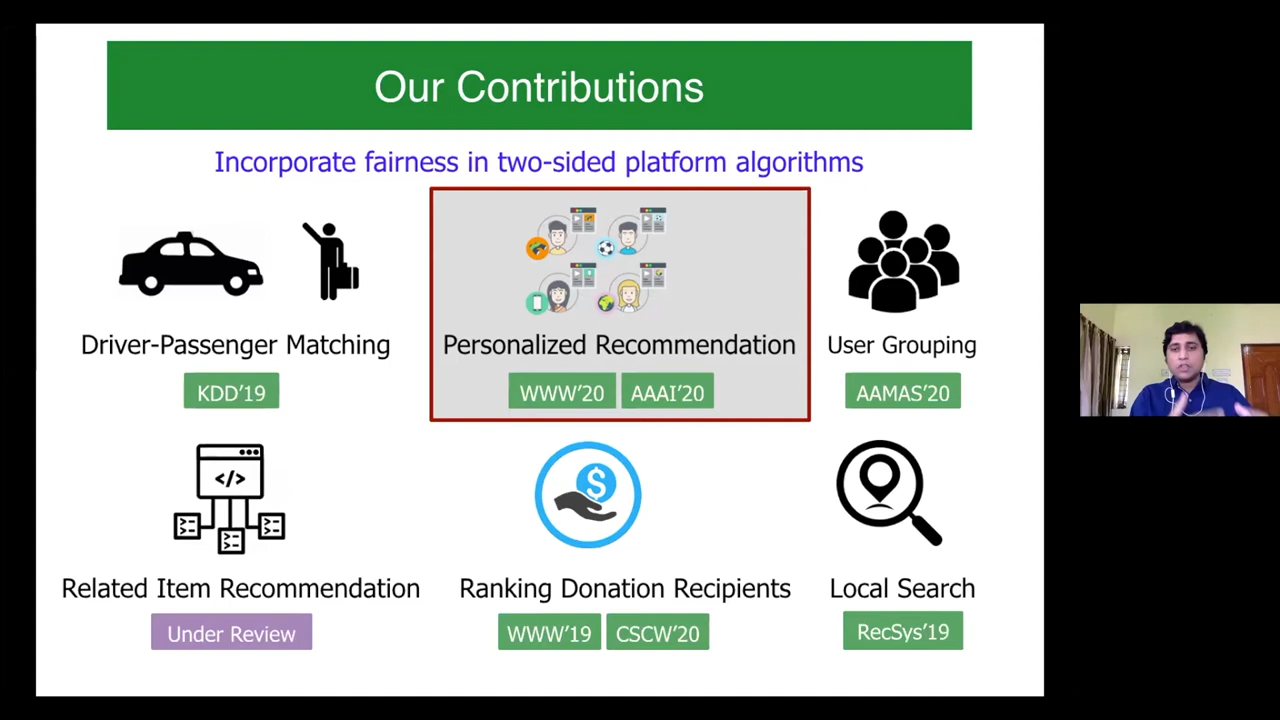 Our Contributions
Incorporate fairness in two-sided platform algorithms
Driver-Passenger Matching
KDD'19
Personalized Recommendation
WWW'20 AAAI'20
User Grouping
AAMAS'20
</>
Related Item Recommendation
Under Review
$
Ranking Donation Recipients
WWW'19 CSCW'20
Local Search
RecSys'19